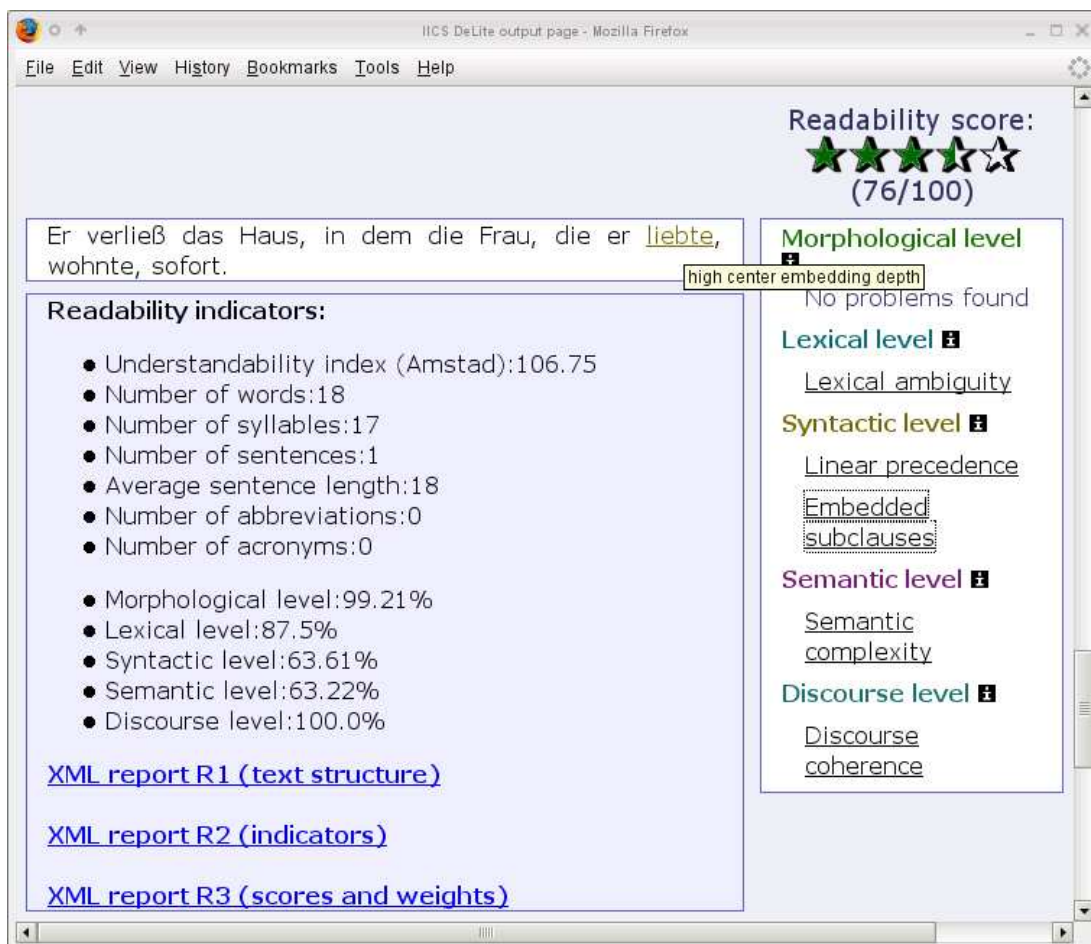 IICS DeLite output page - Mozilla Firefox
File Edit View History Bookmarks Tools Help
Readability score:
(76/100)
Er verließ das Haus, in dem die Frau, die er liebte,
wohnte, sofort.
high center embedding depth
Readability indicators:
Understandability index (Amstad):106.75
Number of words:18
Number of syllables:17
Number of sentences:1
Average sentence length:18
Number of abbreviations:0
Number of acronyms:0
Morphological level:99.21%
Lexical level:87.5%
Syntactic level:63.61%
Semantic level:63.22%
Discourse level:100.0%
XML report R1 (text structure)
XML report R2 (indicators)
XML report R3 (scores and weights)
Morphological level
No problems found
Lexical level
Lexical ambiguity
Syntactic level
Linear precedence
Embedded
subclauses
Semantic level
Semantic
complexity
Discourse level
Discourse
coherence